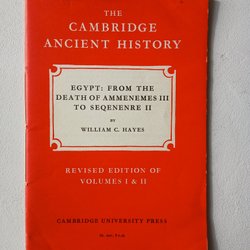 THE
CAMBRIDGE
ANCIENT HISTORY
EGYPT: FROM THE
DEATH OF AMMENEMES III
TO SEQENENRE II
BY
WILLIAM C. HAYES
REVISED EDITION OF
VOLUMES I & II
CAMBRIDGE UNIVERSITY PRESS